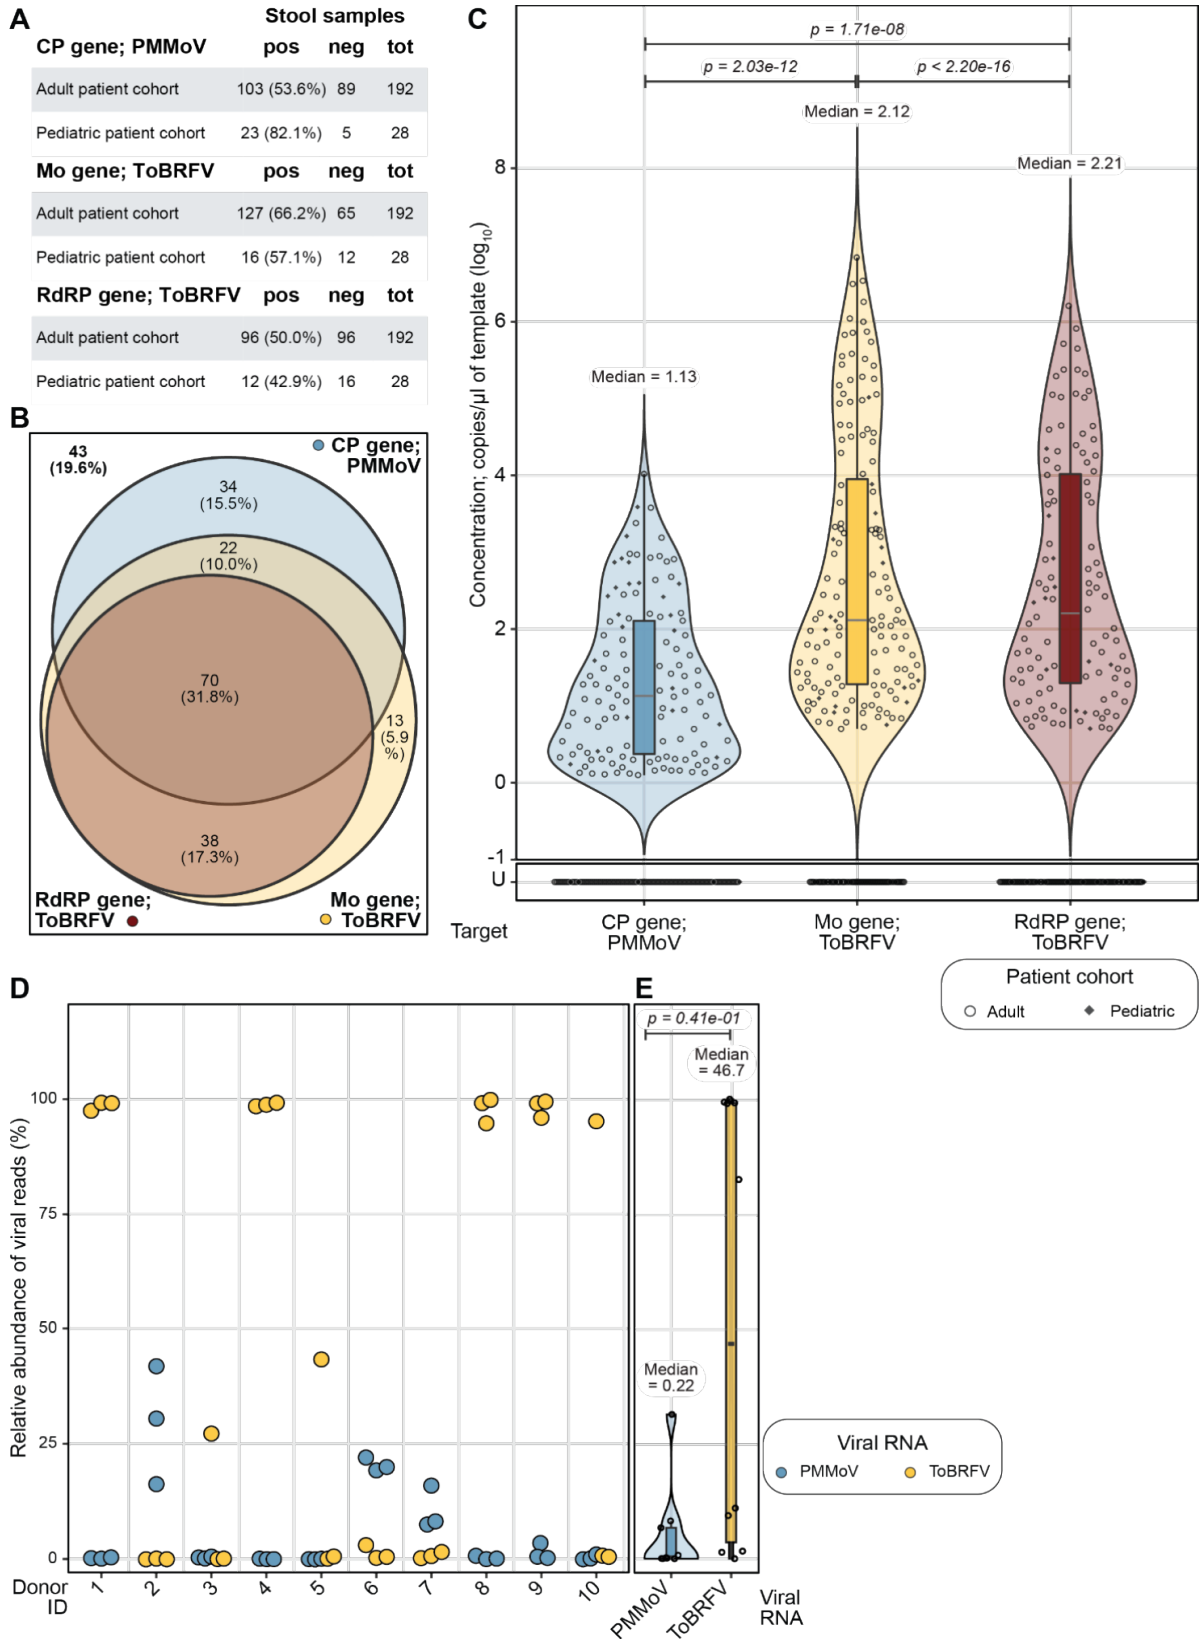 A
Stool samples
CP gene; PMMoV pos neg tot
Adult patient cohort 103 (53.6%) 89 192
Pediatric patient cohort 23 (82.1%) 5 28
Mo gene; ToBRFV pos neg tot
Adult patient cohort 127 (66.2%) 65 192
Pediatric patient cohort 16 (57.1%) 12 28
RdRP gene; ToBRFV pos neg tot
Adult patient cohort 96 (50.0%) 96 192
Pediatric patient cohort 12 (42.9%) 16 28
B
43
(19.6%)
CP gene;
PMMoV
34
(15.5%)
22
(10.0%)
70
(31.8%)
13
(5.9
%)
38
(17.3%)
RdRP gene;
ToBRFV
Mo gene;
ToBRFV
C
p = 1.71e-08
p = 2.03e-12
p < 2.20e-16
Median = 2.12
Median = 2.21
Median = 1.13
Concentration; copies/µl of template (log10)
8
6
4
2
0
-1
U
Target
CP gene;
PMMoV
Mo gene;
ToBRFV
RdRP gene;
ToBRFV
Patient cohort
Adult
Pediatric
D
Relative abundance of viral reads (%)
100
75
50
25
0
Donor
ID
1 2 3 4 5 6 7 8 9 10
E
p = 0.41e-01
Median
= 46.7
Median
= 0.22
PMMoV
ToBRFV
Viral
RNA
Viral RNA
PMMoV
ToBRFV